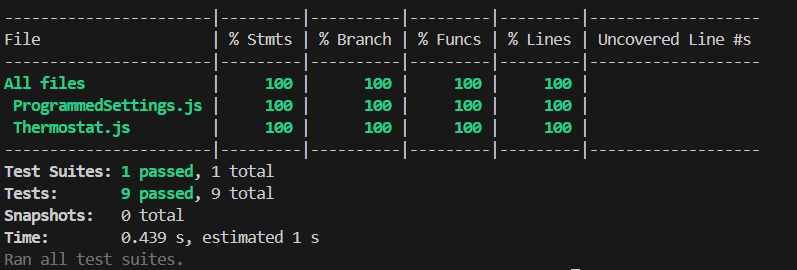 -----------------------|---------|----------|---------|---------|-------------------
File                   | % Stmts | % Branch | % Funcs | % Lines | Uncovered Line #s
-----------------------|---------|----------|---------|---------|-------------------
All files              |     100 |      100 |     100 |     100 |
 ProgrammedSettings.js |     100 |      100 |     100 |     100 |
 Thermostat.js         |     100 |      100 |     100 |     100 |
-----------------------|---------|----------|---------|---------|-------------------
Test Suites: 1 passed, 1 total
Tests:       9 passed, 9 total
Snapshots:   0 total
Time:        0.439 s, estimated 1 s
Ran all test suites.